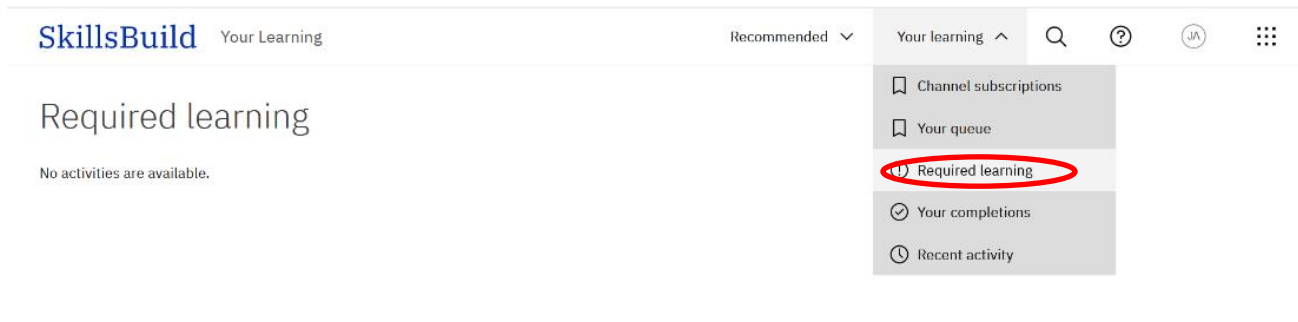 SkillsBuild Your Learning Recommended Your learning JA
Channel subscriptions
Required learning
Your queue
No activities are available.
Required learning
Your completions
Recent activity